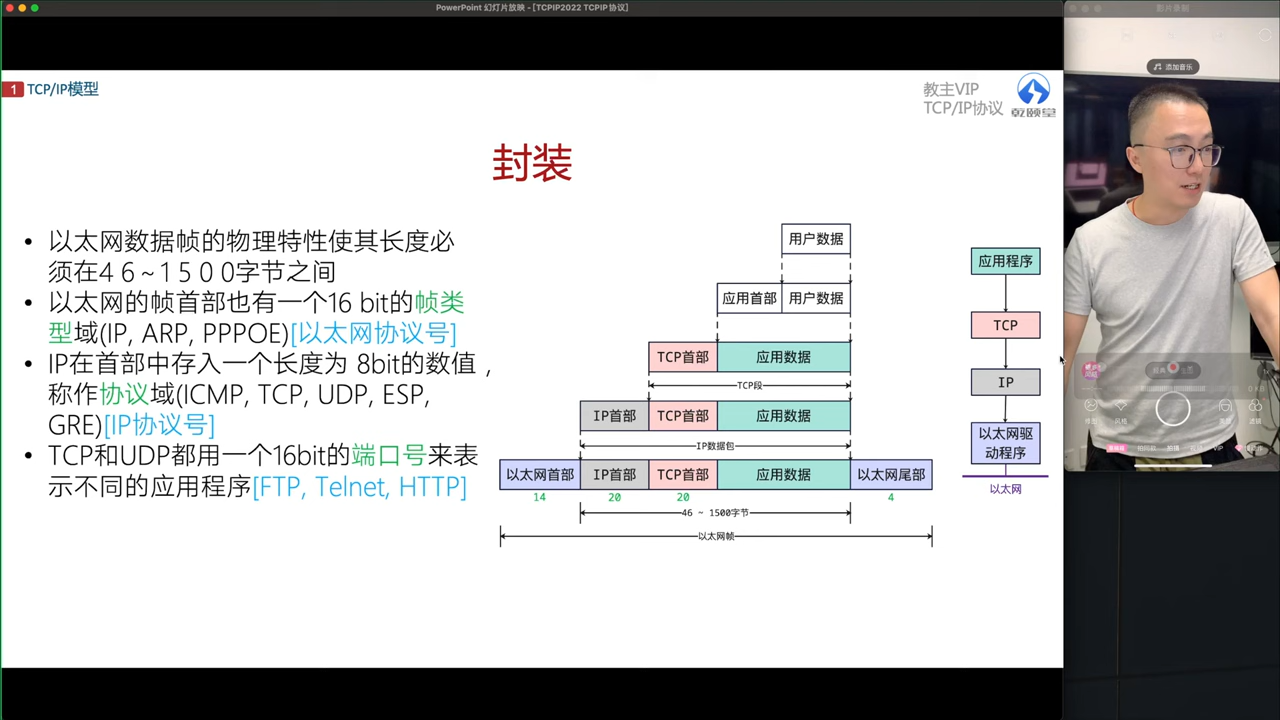 PowerPoint 幻灯片放映 - [TCPIP2022 TCPIP协议]
1 TCP/IP模型
教主VIP
TCP/IP协议
乾颐堂
封装
• 以太网数据帧的物理特性使其长度必
须在4 6 ~ 1 5 0 0字节之间
• 以太网的帧首部也有一个16 bit的帧类
型域(IP, ARP, PPPOE)[以太网协议号]
• IP在首部中存入一个长度为 8bit的数值，
称作协议域(ICMP, TCP, UDP, ESP,
GRE)[IP协议号]
• TCP和UDP都用一个16bit的端口号来表
示不同的应用程序[FTP, Telnet, HTTP]
用户数据
应用首部 用户数据
TCP首部 应用数据
TCP段
IP首部 TCP首部 应用数据
IP数据包
以太网首部 IP首部 TCP首部 应用数据 以太网尾部
14 20 20 4
46 ~ 1500字节
以太网帧
应用程序
TCP
IP
以太网驱
动程序
以太网
影片录制
添加音乐